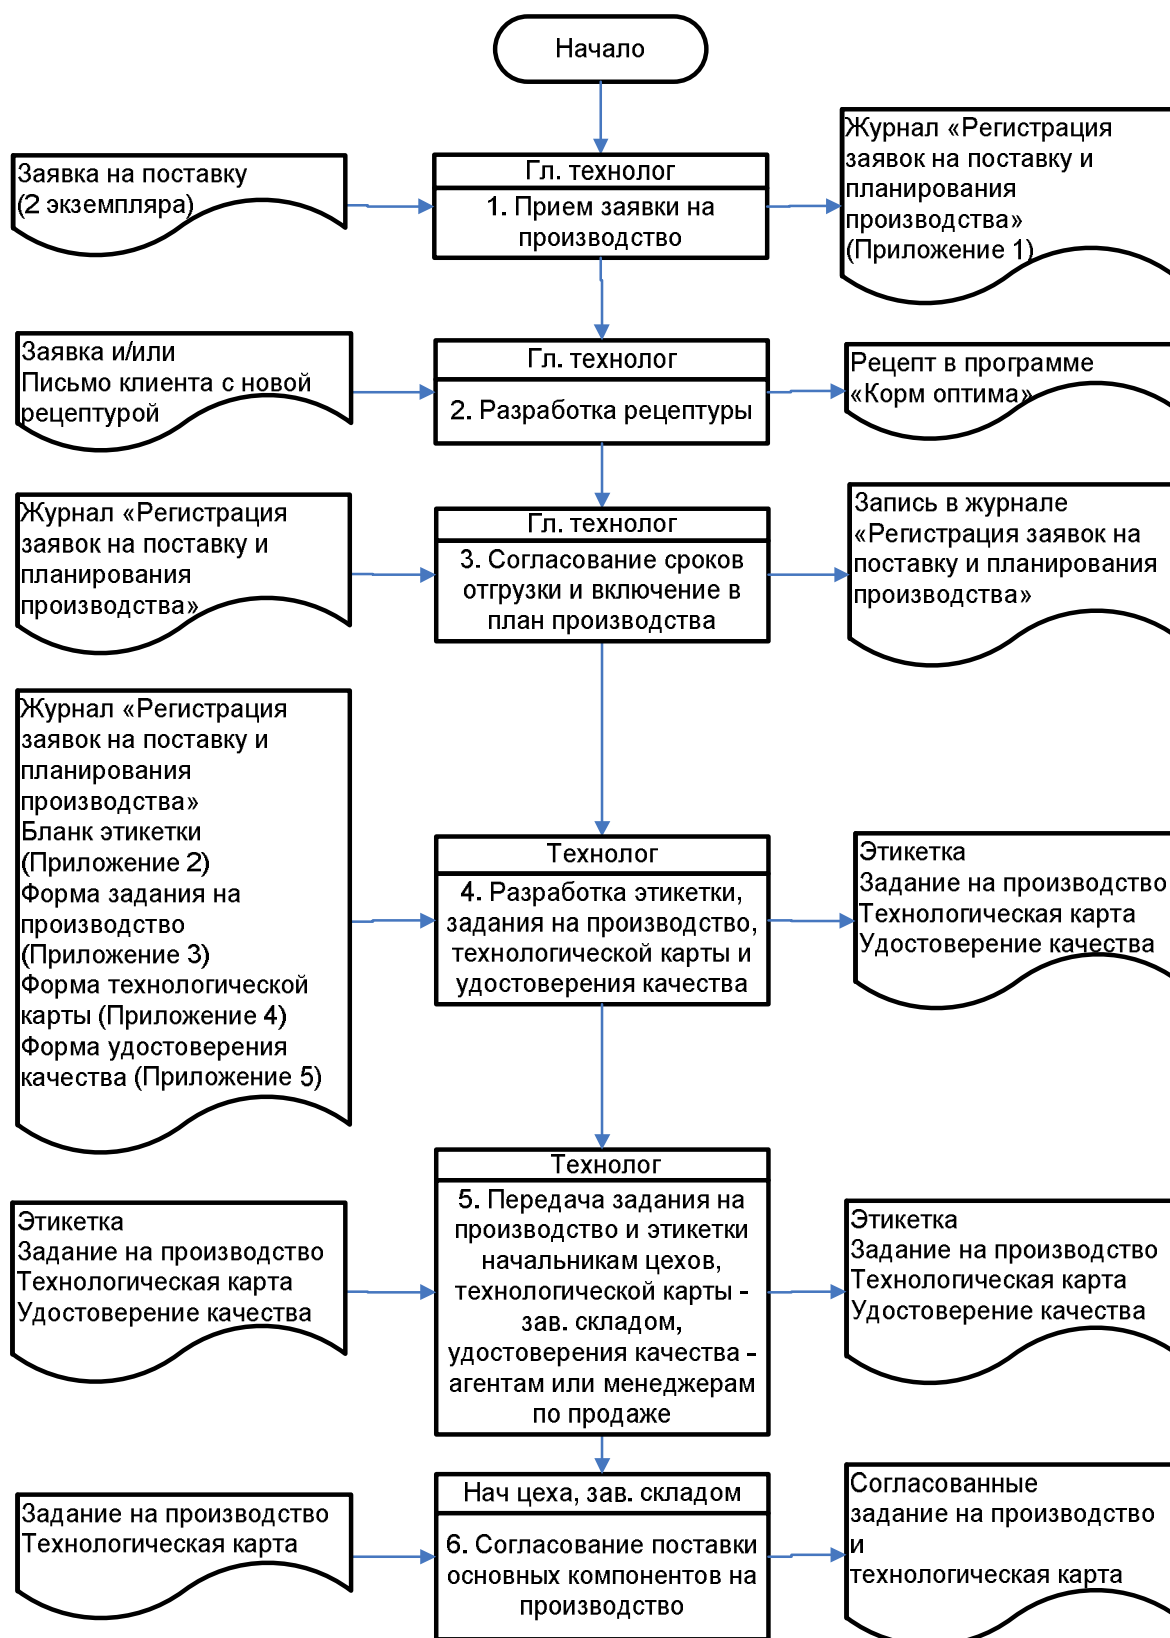 Начало
Заявка на поставку
(2 экземпляра)
Гл. технолог
1. Прием заявки на
производство
Журнал «Регистрация
заявок на поставку и
планирования
производства»
(Приложение 1)
Заявка и/или
Письмо клиента с новой
рецептурой
Гл. технолог
2. Разработка рецептуры
Рецепт в программе
«Корм оптима»
Журнал «Регистрация
заявок на поставку и
планирования
производства»
Гл. технолог
3. Согласование сроков
отгрузки и включение в
план производства
Запись в журнале
«Регистрация заявок на
поставку и планирования
производства»
Журнал «Регистрация
заявок на поставку и
планирования
производства»
Бланк этикетки
(Приложение 2)
Форма задания на
производство
(Приложение 3)
Форма технологической
карты (Приложение 4)
Форма удостоверения
качества (Приложение 5)
Технолог
4. Разработка этикетки,
задания на производство,
технологической карты и
удостоверения качества
Этикетка
Задание на производство
Технологическая карта
Удостоверение качества
Этикетка
Задание на производство
Технологическая карта
Удостоверение качества
Технолог
5. Передача задания на
производство и этикетки
начальникам цехов,
технологической карты -
зав. складом,
удостоверения качества -
агентам или менеджерам
по продаже
Этикетка
Задание на производство
Технологическая карта
Удостоверение качества
Задание на производство
Технологическая карта
Нач цеха, зав. складом
6. Согласование поставки
основных компонентов на
производство
Согласованные
задание на производство
и
технологическая карта